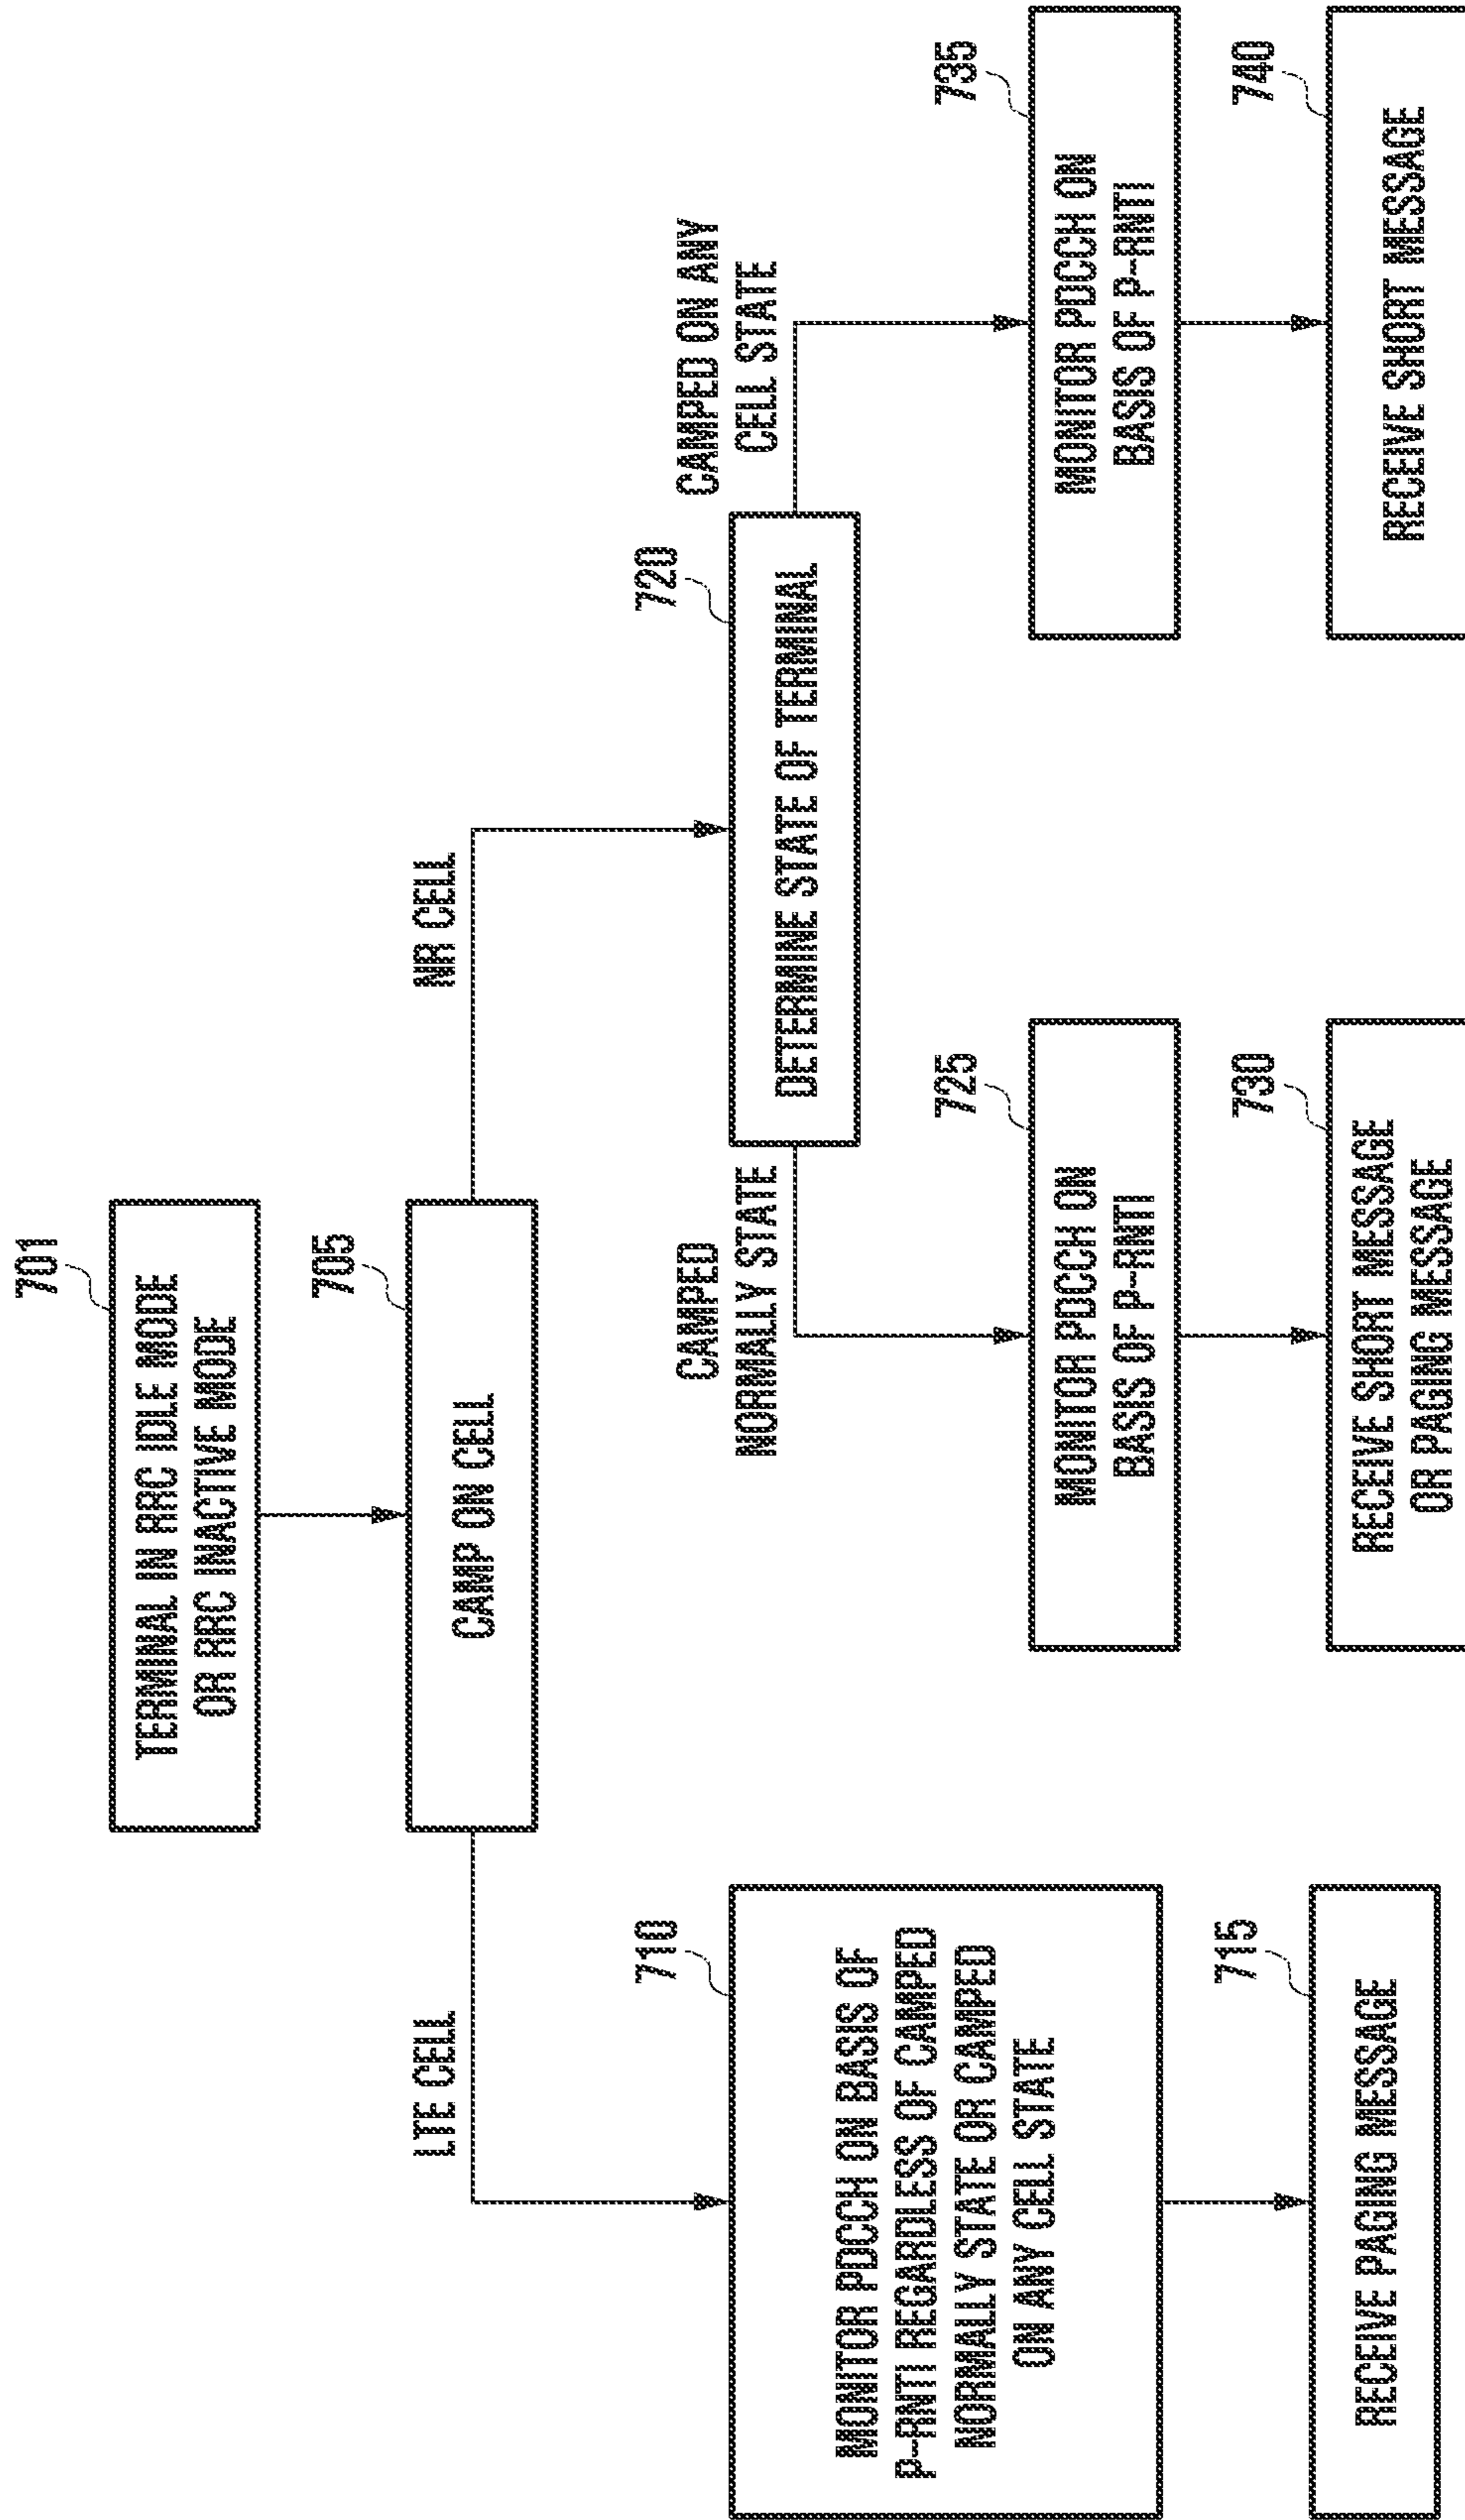 701
TERMINAL IN RRC IDLE MODE
OR RRC INACTIVE MODE
705
CAMP ON CELL
LTE CELL
NR CELL
710
MONITOR PDCCH ON BASIS OF
P-RNTI REGARDLESS OF CAMPED
NORMALLY STATE OR CAMPED
ON ANY CELL STATE
715
RECEIVE PAGING MESSAGE
720
DETERMINE STATE OF TERMINAL
CAMPED
NORMALLY STATE
CAMPED ON ANY
CELL STATE
725
MONITOR PDCCH ON
BASIS OF P-RNTI
730
RECEIVE SHORT MESSAGE
OR PAGING MESSAGE
735
MONITOR PDCCH ON
BASIS OF P-RNTI
740
RECEIVE SHORT MESSAGE